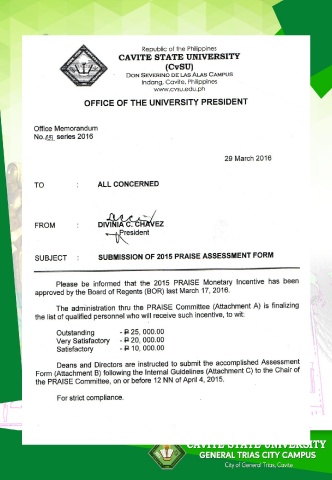 Republic of the Philippines
CAVITE STATE UNIVERSITY
(CvSU)
DON SEVERINO DE LAS ALAS CAMPUS
Indang, Cavite, Philippines
www.cvsu.edu.ph
OFFICE OF THE UNIVERSITY PRESIDENT
Office Memorandum
No. series 2016
29 March 2016
TO : ALL CONCERNED
FROM : DIVINIA C. CHAVEZ
President
SUBJECT : SUBMISSION OF 2015 PRAISE ASSESSMENT FORM
Please be informed that the 2015 PRAISE Monetary Incentive has been
approved by the Board of Regents (BOR) last March 17, 2016.
The administration thru the PRAISE Committee (Attachment A) is finalizing
the list of qualified personnel who will receive such incentive, to wit:
Outstanding - ₱ 25, 000.00
Very Satisfactory - ₱ 20, 000.00
Satisfactory - ₱ 10, 000.00
Deans and Directors are instructed to submit the accomplished Assessment
Form (Attachment B) following the Internal Guidelines (Attachment C) to the Chair of
the PRAISE Committee, on or before 12 NN of April 4, 2015.
For strict compliance.
CAVITE STATE UNIVERSITY
GENERAL TRIAS CITY CAMPUS
City of General Trias, Cavite